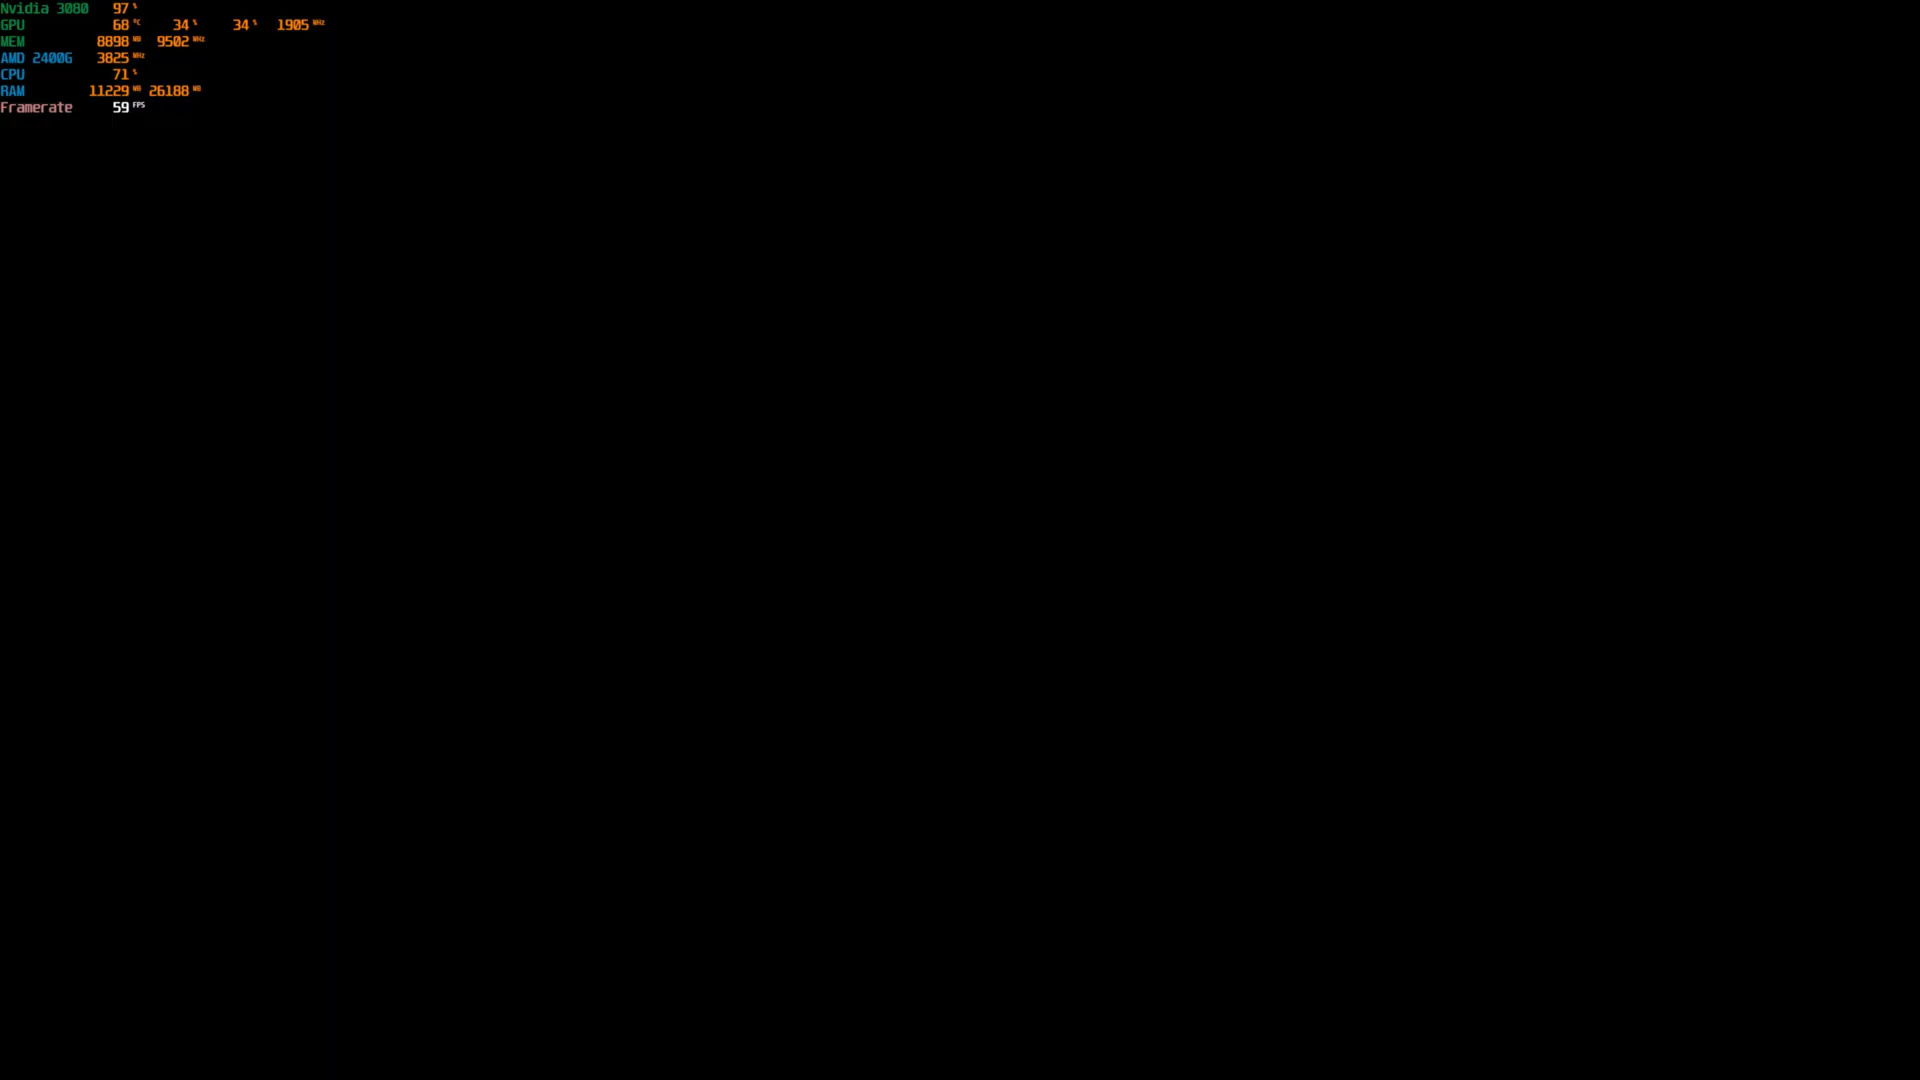 Nvidia 3080 97 %
GPU 68 °C 34 % 34 % 1905 MHz
MEM 8898 MB 9502 MHz
AMD 2400G 3825 MHz
CPU 71 %
RAM 11229 MB 26188 MB
Framerate 59 FPS